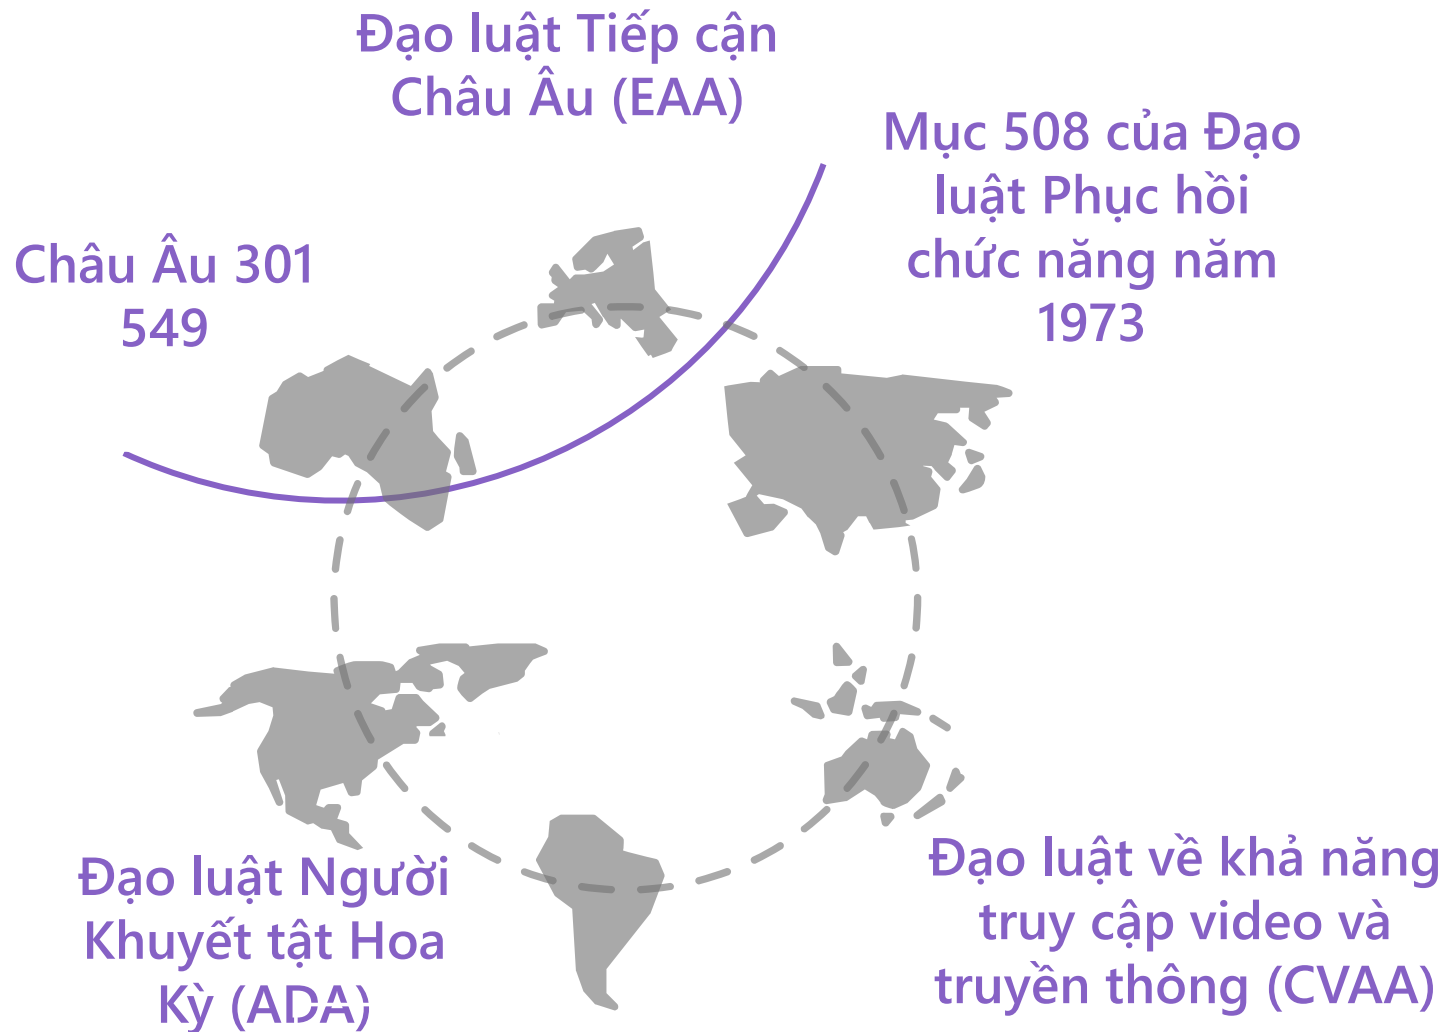 Đạo luật Tiếp cận
Châu Âu (EAA)
Mục 508 của Đạo
luật Phục hồi
chức năng năm
1973
Châu Âu 301
549
Đạo luật Người
Khuyết tật Hoa
Kỳ (ADA)
Đạo luật về khả năng
truy cập video và
truyền thông (CVAA)